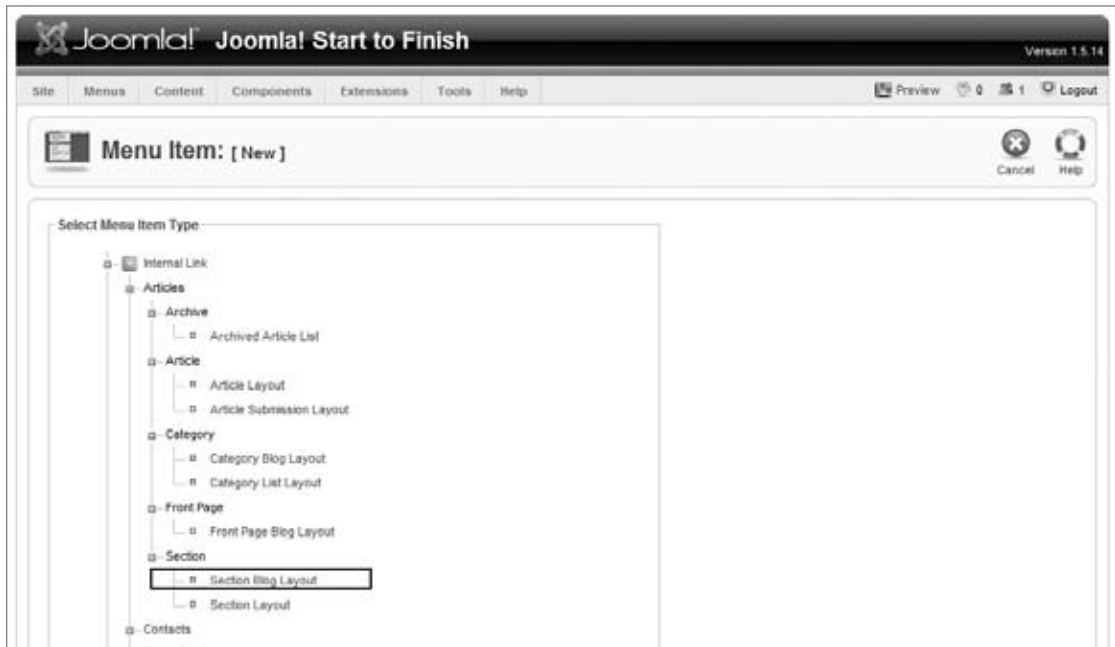 Joomla! Joomla! Start to Finish
Version 1.5.14
Site Menus Content Components Extensions Tools Help Preview 0 1 Logout
Menu Item: [ New ]
Cancel Help
Select Menu Item Type
Internal Link
Articles
Archive
Archived Article List
Article
Article Layout
Article Submission Layout
Category
Category Blog Layout
Category List Layout
Front Page
Front Page Blog Layout
Section
Section Blog Layout
Section Layout
Contacts